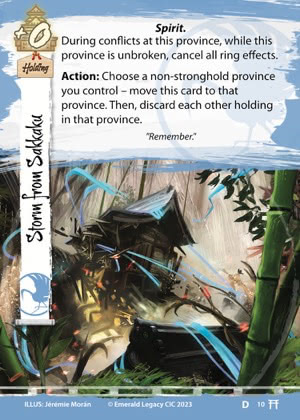 +0
Holding
Spirit.
During conflicts at this province, while this
province is unbroken, cancel all ring effects.
Action: Choose a non-stronghold province
you control – move this card to that
province. Then, discard each other holding
in that province.
"Remember."
Storm from Sakkaku
ILLUS: Jérémie Morán © Emerald Legacy CIC 2023 D 10